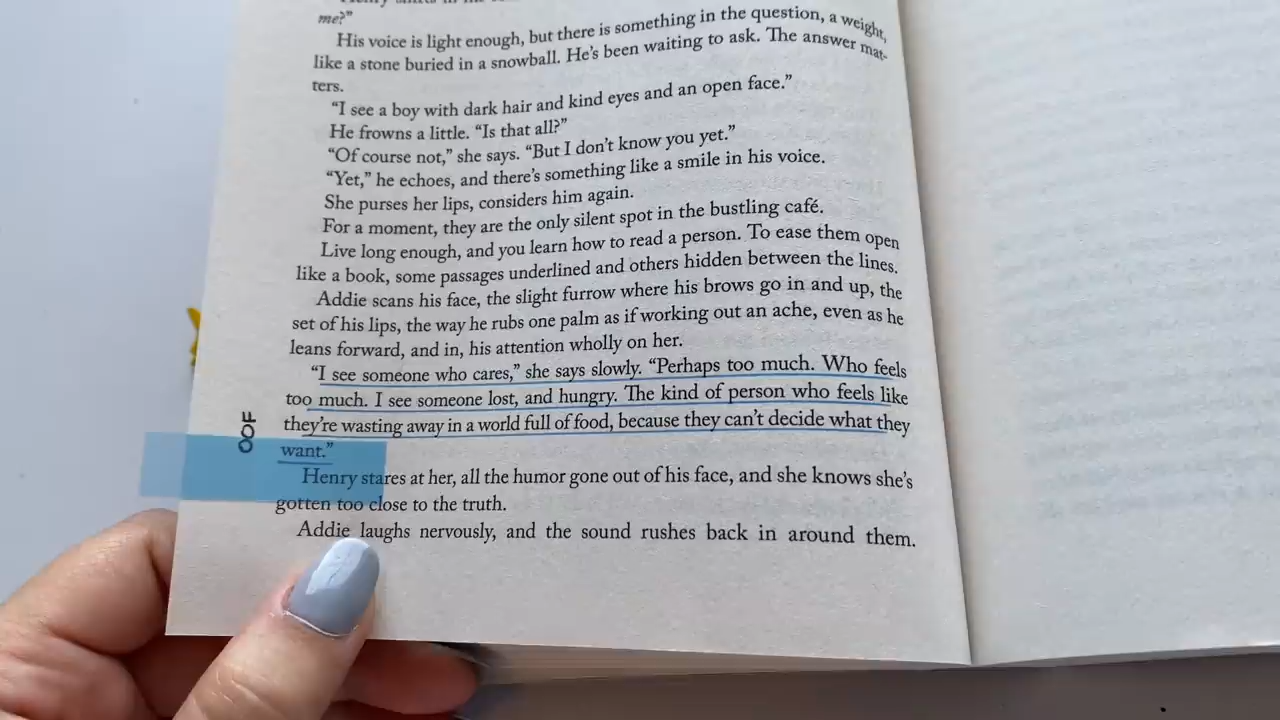 me?”
His voice is light enough, but there is something in the question, a weight,
like a stone buried in a snowball. He’s been waiting to ask. The answer mat-
ters.
“I see a boy with dark hair and kind eyes and an open face.”
He frowns a little. “Is that all?”
“Of course not,” she says. “But I don’t know you yet.”
“Yet,” he echoes, and there’s something like a smile in his voice.
She purses her lips, considers him again.
For a moment, they are the only silent spot in the bustling café.
Live long enough, and you learn how to read a person. To ease them open
like a book, some passages underlined and others hidden between the lines.
Addie scans his face, the slight furrow where his brows go in and up, the
set of his lips, the way he rubs one palm as if working out an ache, even as he
leans forward, and in, his attention wholly on her.
“I see someone who cares,” she says slowly. “Perhaps too much. Who feels
too much. I see someone lost, and hungry. The kind of person who feels like
they’re wasting away in a world full of food, because they can’t decide what they
want.”
OOF
Henry stares at her, all the humor gone out of his face, and she knows she’s
gotten too close to the truth.
Addie laughs nervously, and the sound rushes back in around them.